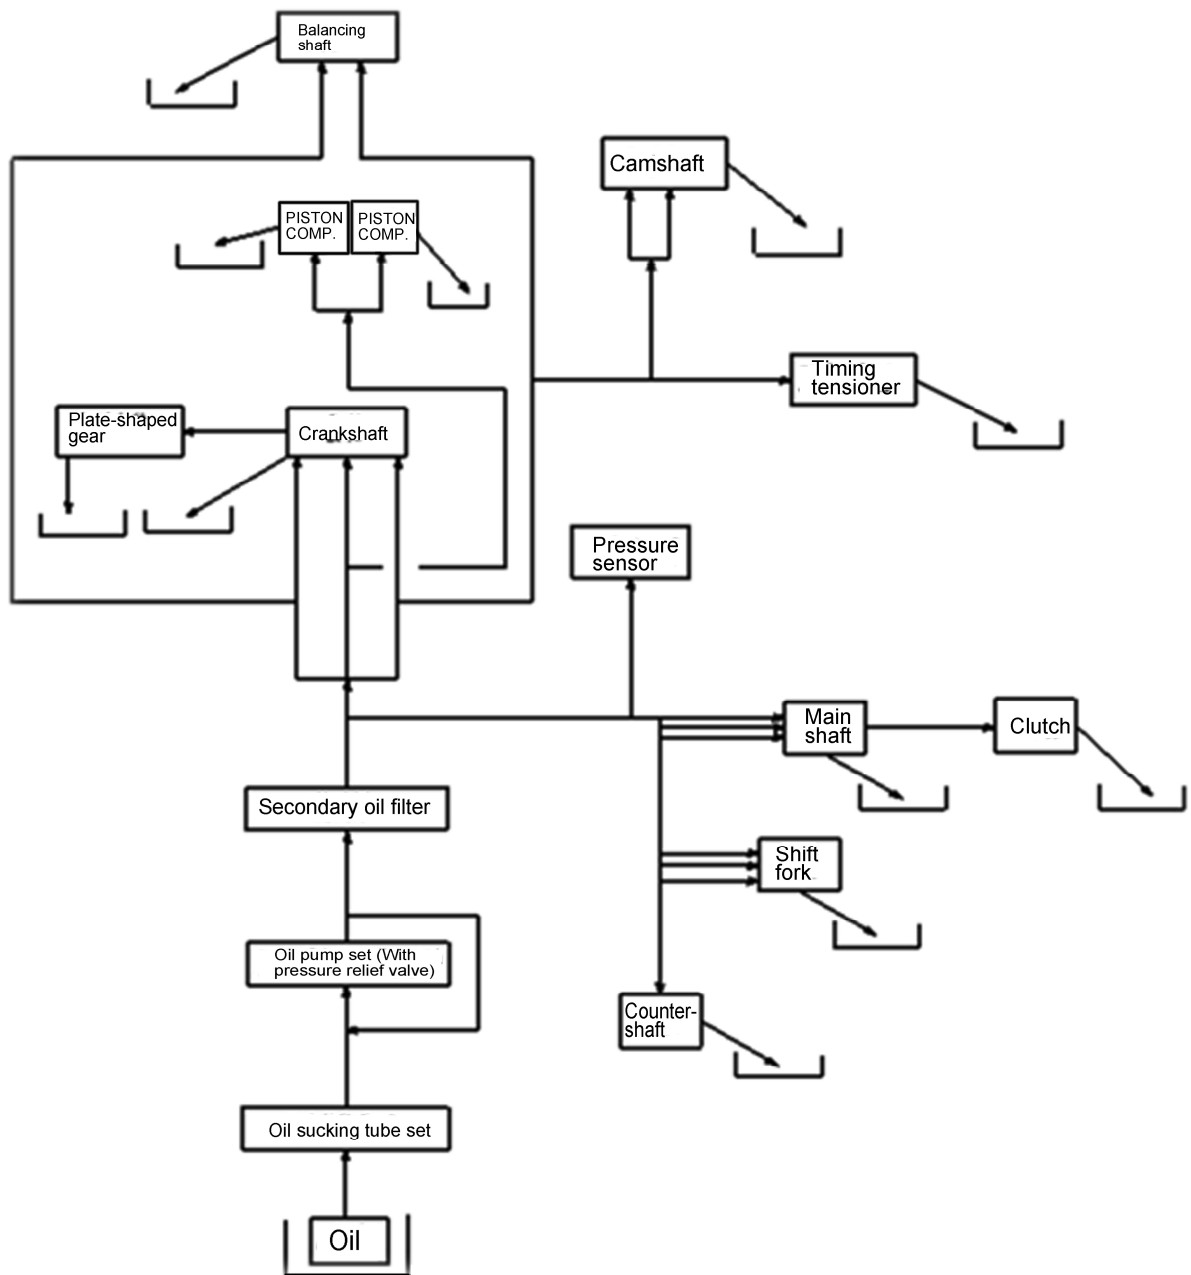 Balancing
shaft
Camshaft
PISTON
COMP.
PISTON
COMP.
Timing
tensioner
Plate-shaped
gear
Crankshaft
Pressure
sensor
Main
shaft
Clutch
Secondary oil filter
Shift
fork
Oil pump set (With
pressure relief valve)
Counter-
shaft
Oil sucking tube set
Oil